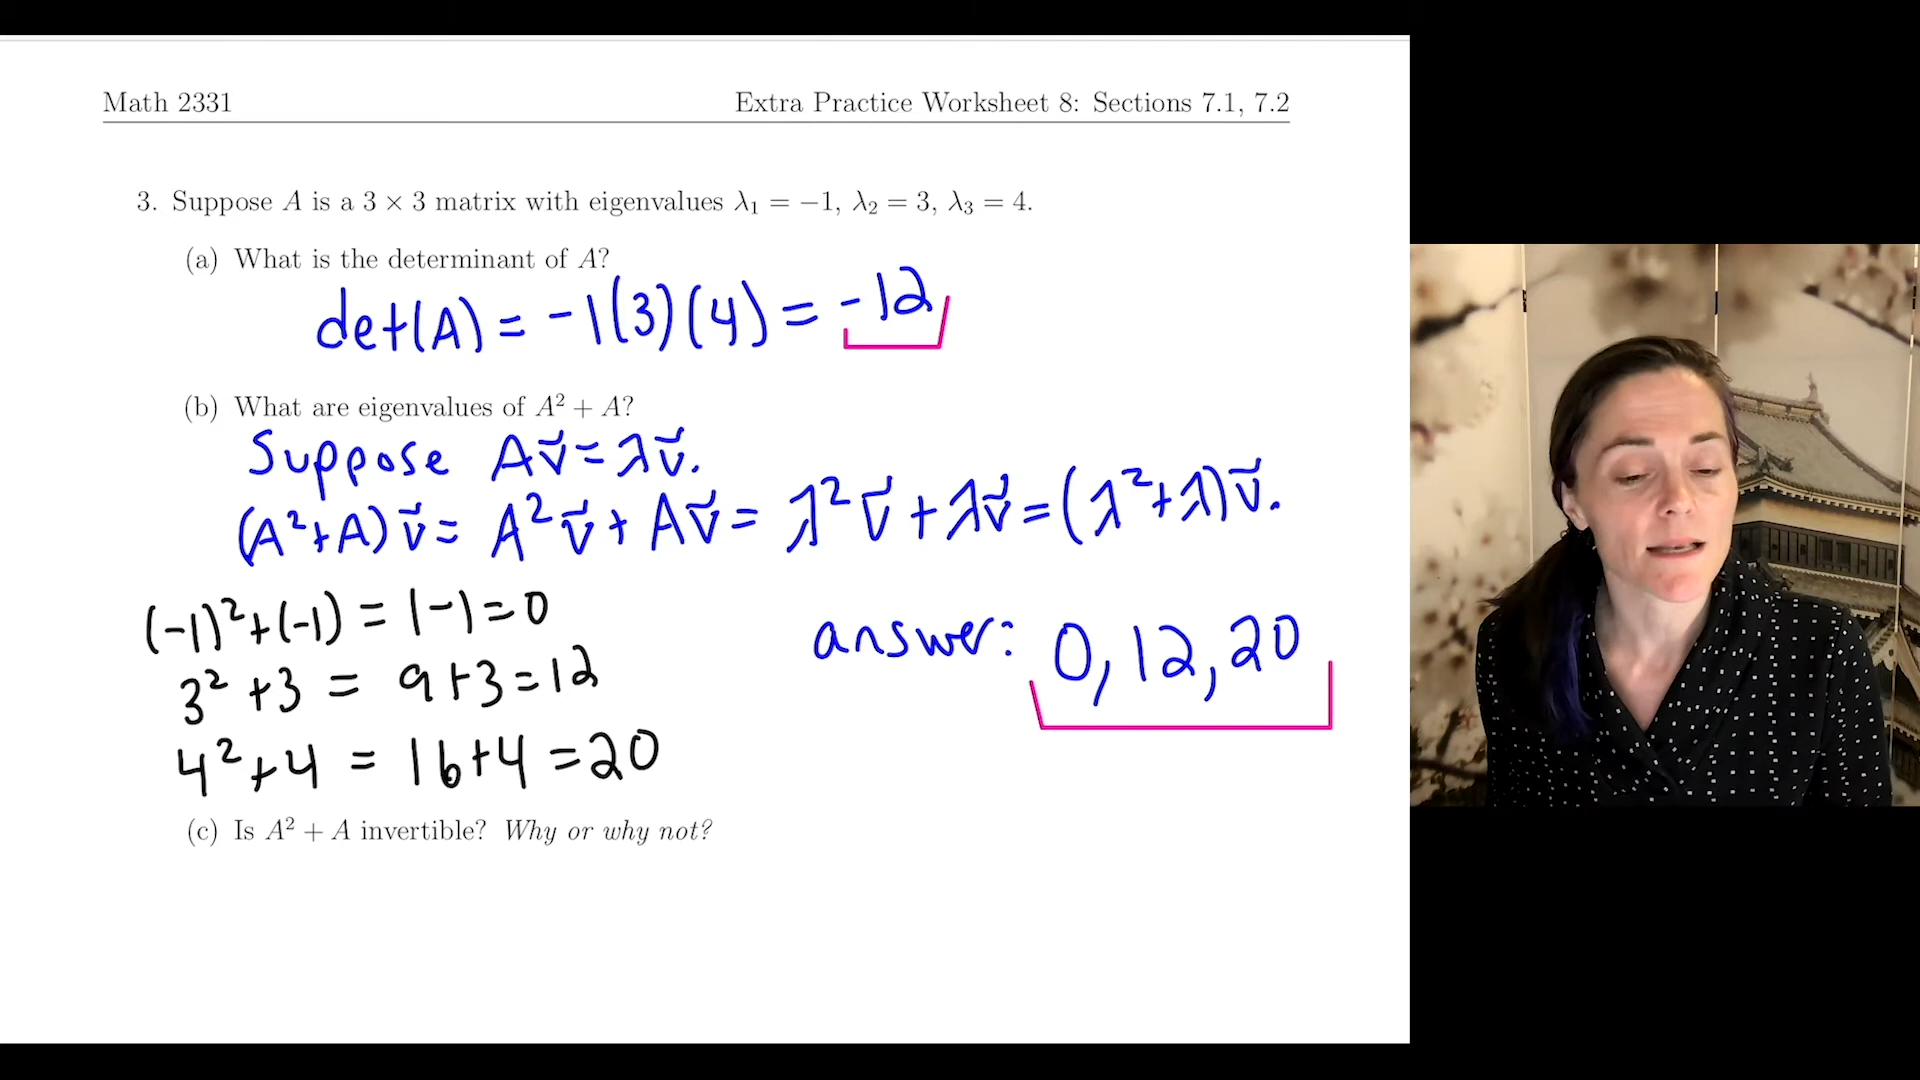 Math 2331 Extra Practice Worksheet 8: Sections 7.1, 7.2
3. Suppose A is a 3 × 3 matrix with eigenvalues λ₁ = −1, λ₂ = 3, λ₃ = 4.
(a) What is the determinant of A?
det(A) = -1(3)(4) = -12
(b) What are eigenvalues of A² + A?
Suppose Av⃗ = λv⃗.
(A²+A)v⃗ = A²v⃗ + Av⃗ = λ²v⃗ + λv⃗ = (λ²+λ)v⃗.
(-1)²+(-1) = 1-1=0
3²+3 = 9+3=12
4²+4 = 16+4=20
answer: 0, 12, 20
(c) Is A² + A invertible? Why or why not?